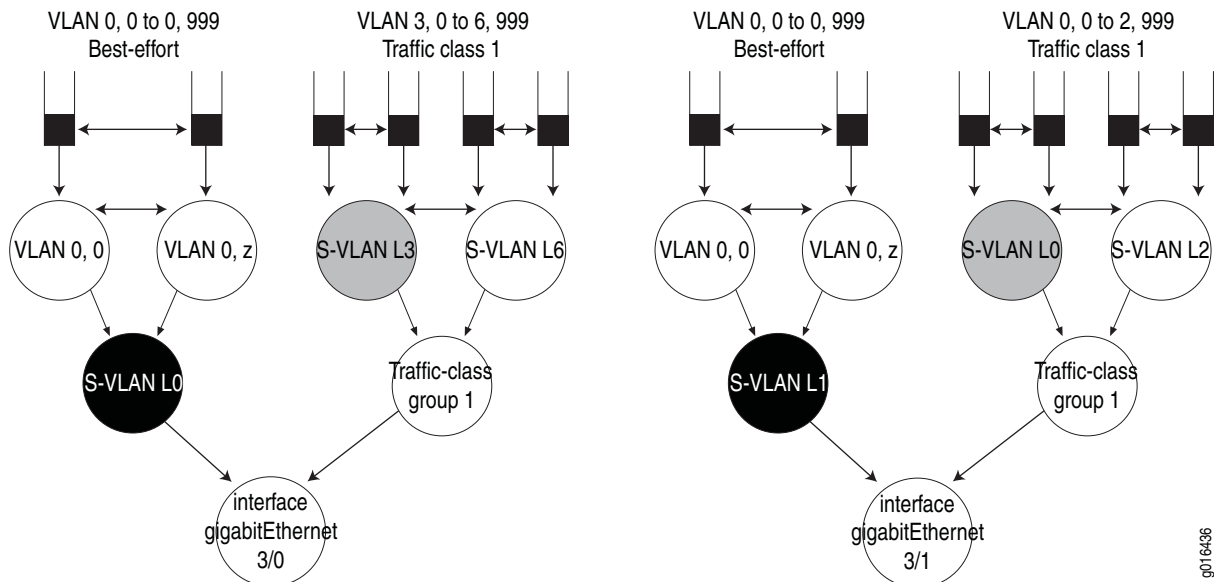 VLAN 0, 0 to 0, 999
Best-effort
VLAN 3, 0 to 6, 999
Traffic class 1
VLAN 0, 0
VLAN 0, z
S-VLAN L3
S-VLAN L6
S-VLAN L0
Traffic-class
group 1
interface
gigabitEthernet
3/0
VLAN 0, 0 to 0, 999
Best-effort
VLAN 0, 0 to 2, 999
Traffic class 1
VLAN 0, 0
VLAN 0, z
S-VLAN L0
S-VLAN L2
S-VLAN L1
Traffic-class
group 1
interface
gigabitEthernet
3/1
g016436